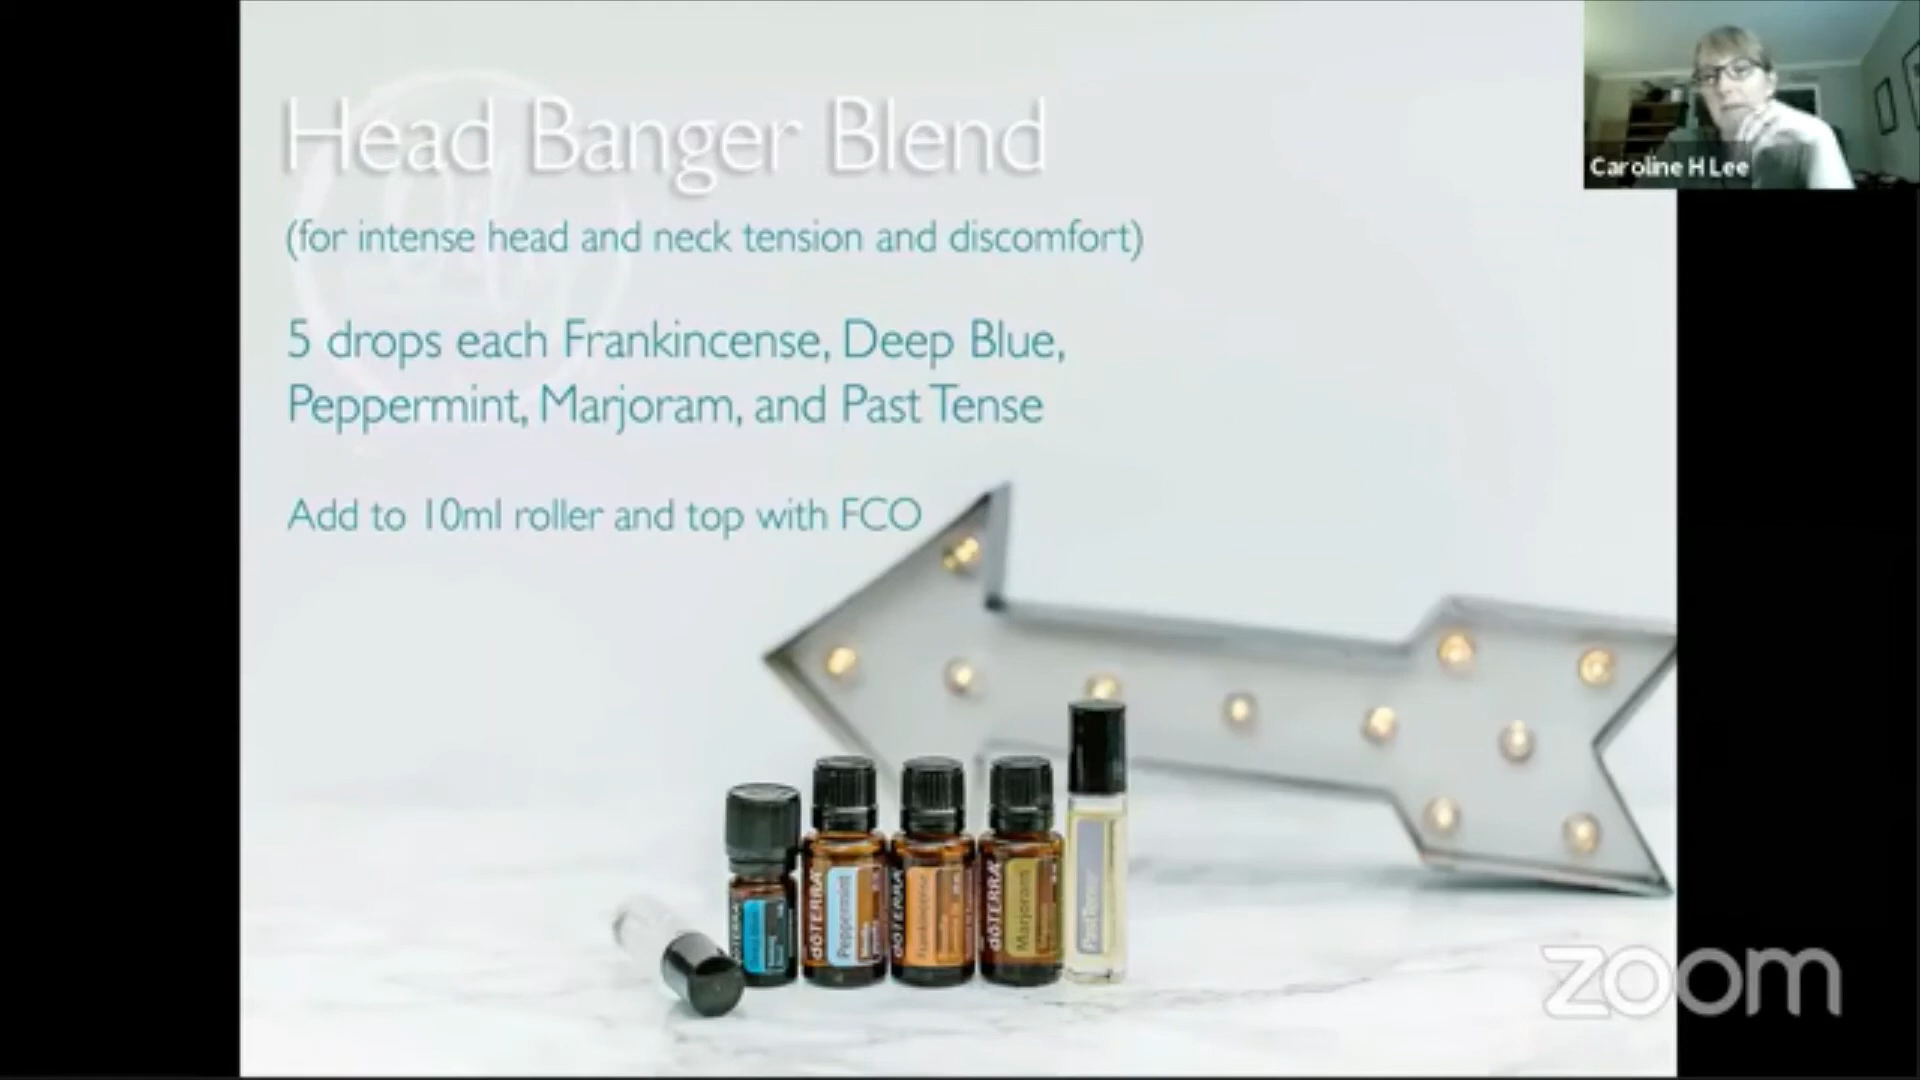 Head Banger Blend
(for intense head and neck tension and discomfort)
5 drops each Frankincense, Deep Blue,
Peppermint, Marjoram, and Past Tense
Add to 10ml roller and top with FCO
Caroline H Lee
dōTERRA
Peppermint
dōTERRA
Frankincense
dōTERRA
Marjoram
PastTense
zoom